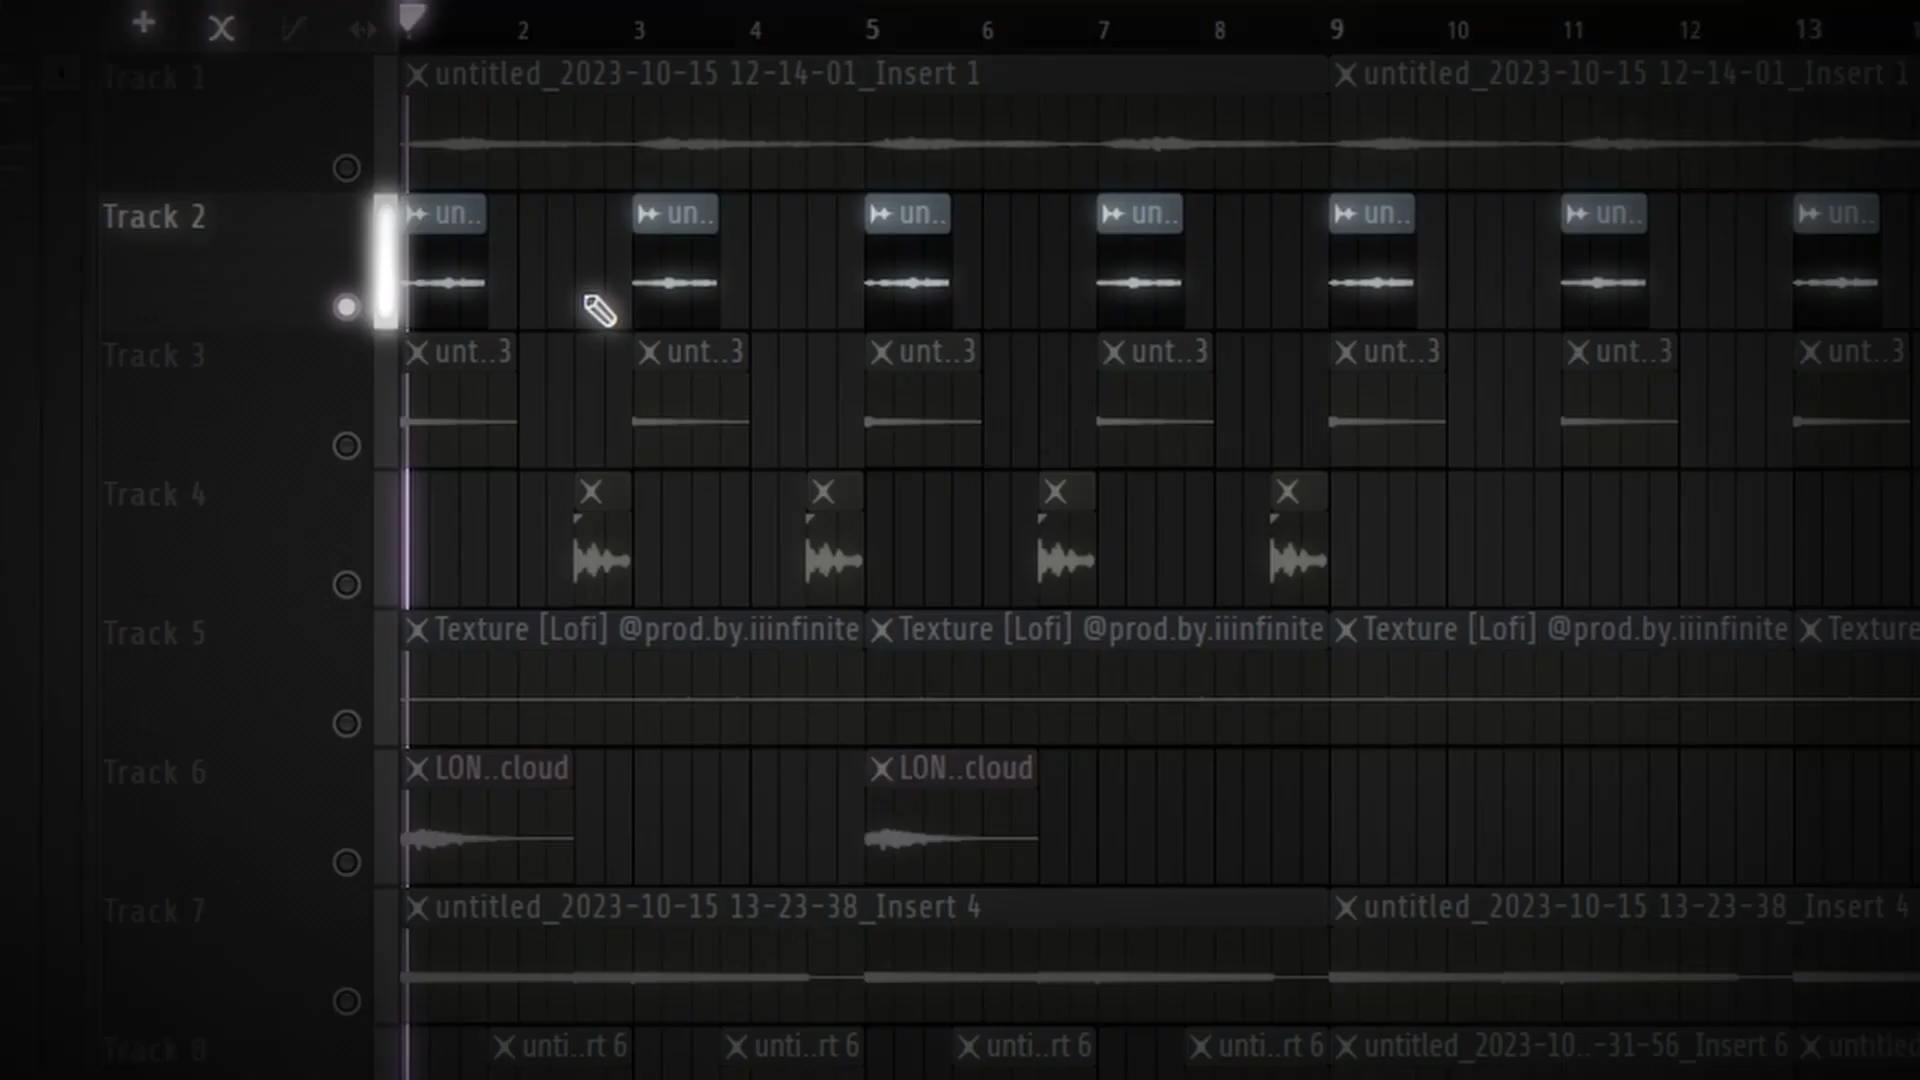 2 3 4 5 6 7 8 9 10 11 12 13
Track 1
untitled_2023-10-15 12-14-01_Insert 1 untitled_2023-10-15 12-14-01_Insert 1
Track 2
un.. un.. un.. un.. un.. un.. un..
Track 3
unt..3 unt..3 unt..3 unt..3 unt..3 unt..3 unt..3
Track 4
Track 5
Texture [Lofi] @prod.by.iiinfinite Texture [Lofi] @prod.by.iiinfinite Texture [Lofi] @prod.by.iiinfinite Texture
Track 6
LON..cloud LON..cloud
Track 7
untitled_2023-10-15 13-23-38_Insert 4 untitled_2023-10-15 13-23-38_Insert 4
Track
unti..rt 6 unti..rt 6 unti..rt 6 unti..rt 6 untitled_2023-10..-31-56_Insert 6